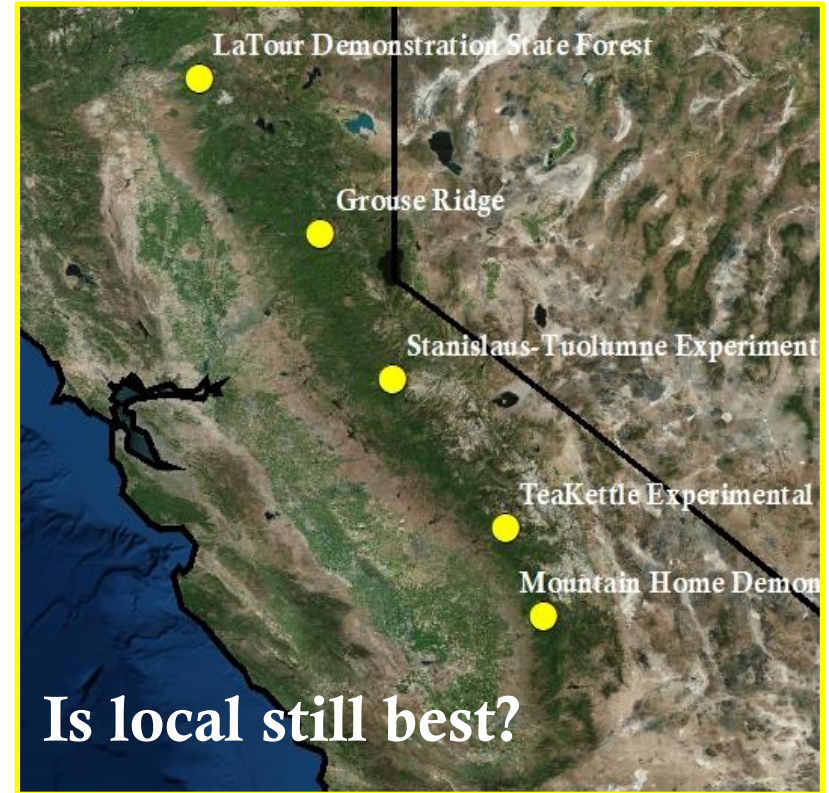 LaTour Demonstration State Forest
Grouse Ridge
Stanislaus-Tuolumne Experiment
TeaKettle Experimental
Mountain Home Demon
Is local still best?